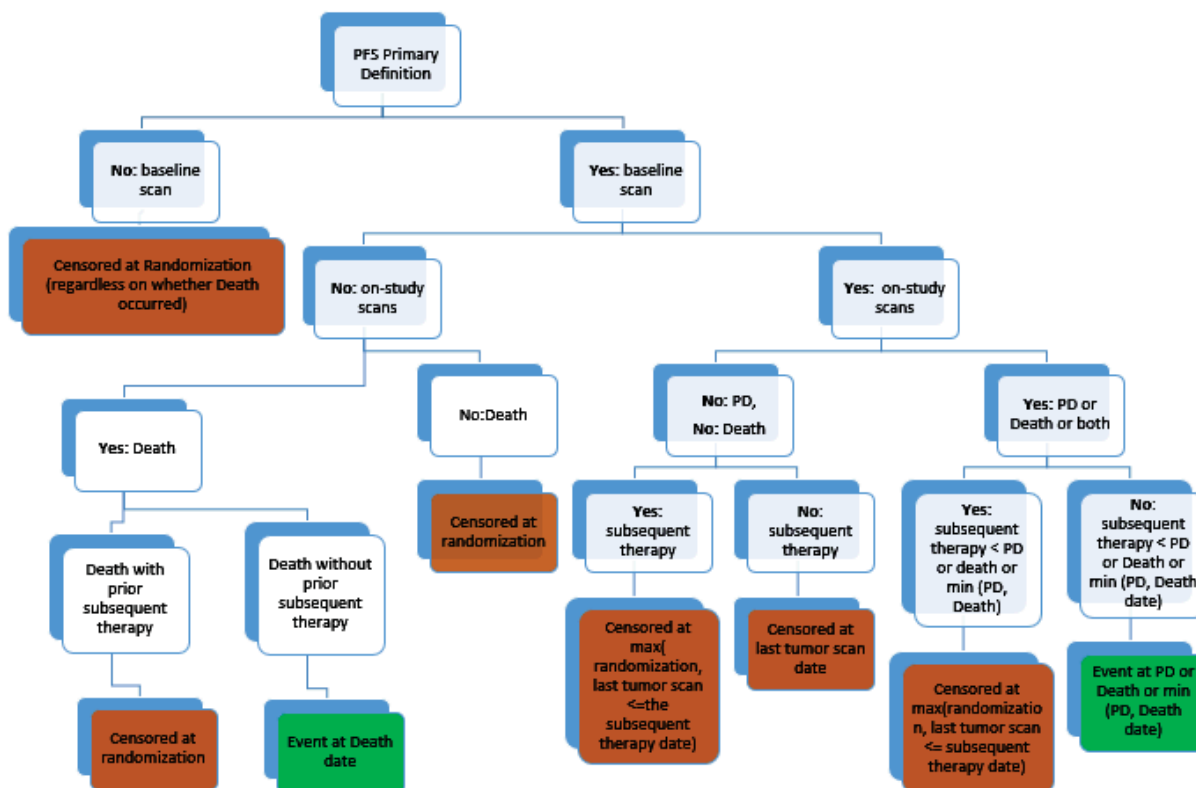 PFS Primary
Definition
No: baseline
scan
Yes: baseline
scan
Censored at Randomization
(regardless on whether Death
occurred)
No: on-study
scans
Yes: on-study
scans
Yes: Death
No:Death
No: PD,
No: Death
Yes: PD or
Death or both
Death with
prior
subsequent
therapy
Death without
prior
subsequent
therapy
Censored at
randomization
Yes:
subsequent
therapy
No:
subsequent
therapy
Yes:
subsequent
therapy < PD
or death or
min (PD,
Death)
No:
subsequent
therapy < PD
or Death or
min (PD, Death
date)
Censored at
randomization
Event at Death
date
Censored at
max(
randomization,
last tumor scan
<=the
subsequent
therapy date)
Censored at
last tumor scan
date
Censored at
max(randomizatio
n, last tumor scan
<= subsequent
therapy date)
Event at PD or
Death or min
(PD, Death
date)